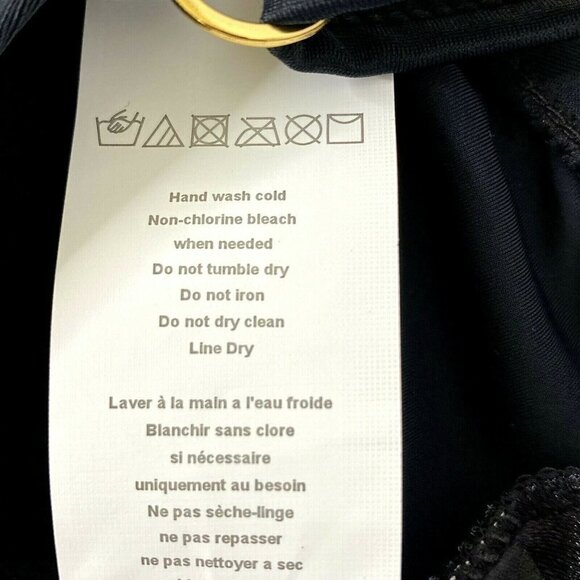 Hand wash cold
Non-chlorine bleach
when needed
Do not tumble dry
Do not iron
Do not dry clean
Line Dry
Laver à la main a l'eau froide
Blanchir sans clore
si nécessaire
uniquement au besoin
Ne pas sèche-linge
ne pas repasser
ne pas nettoyer a sec